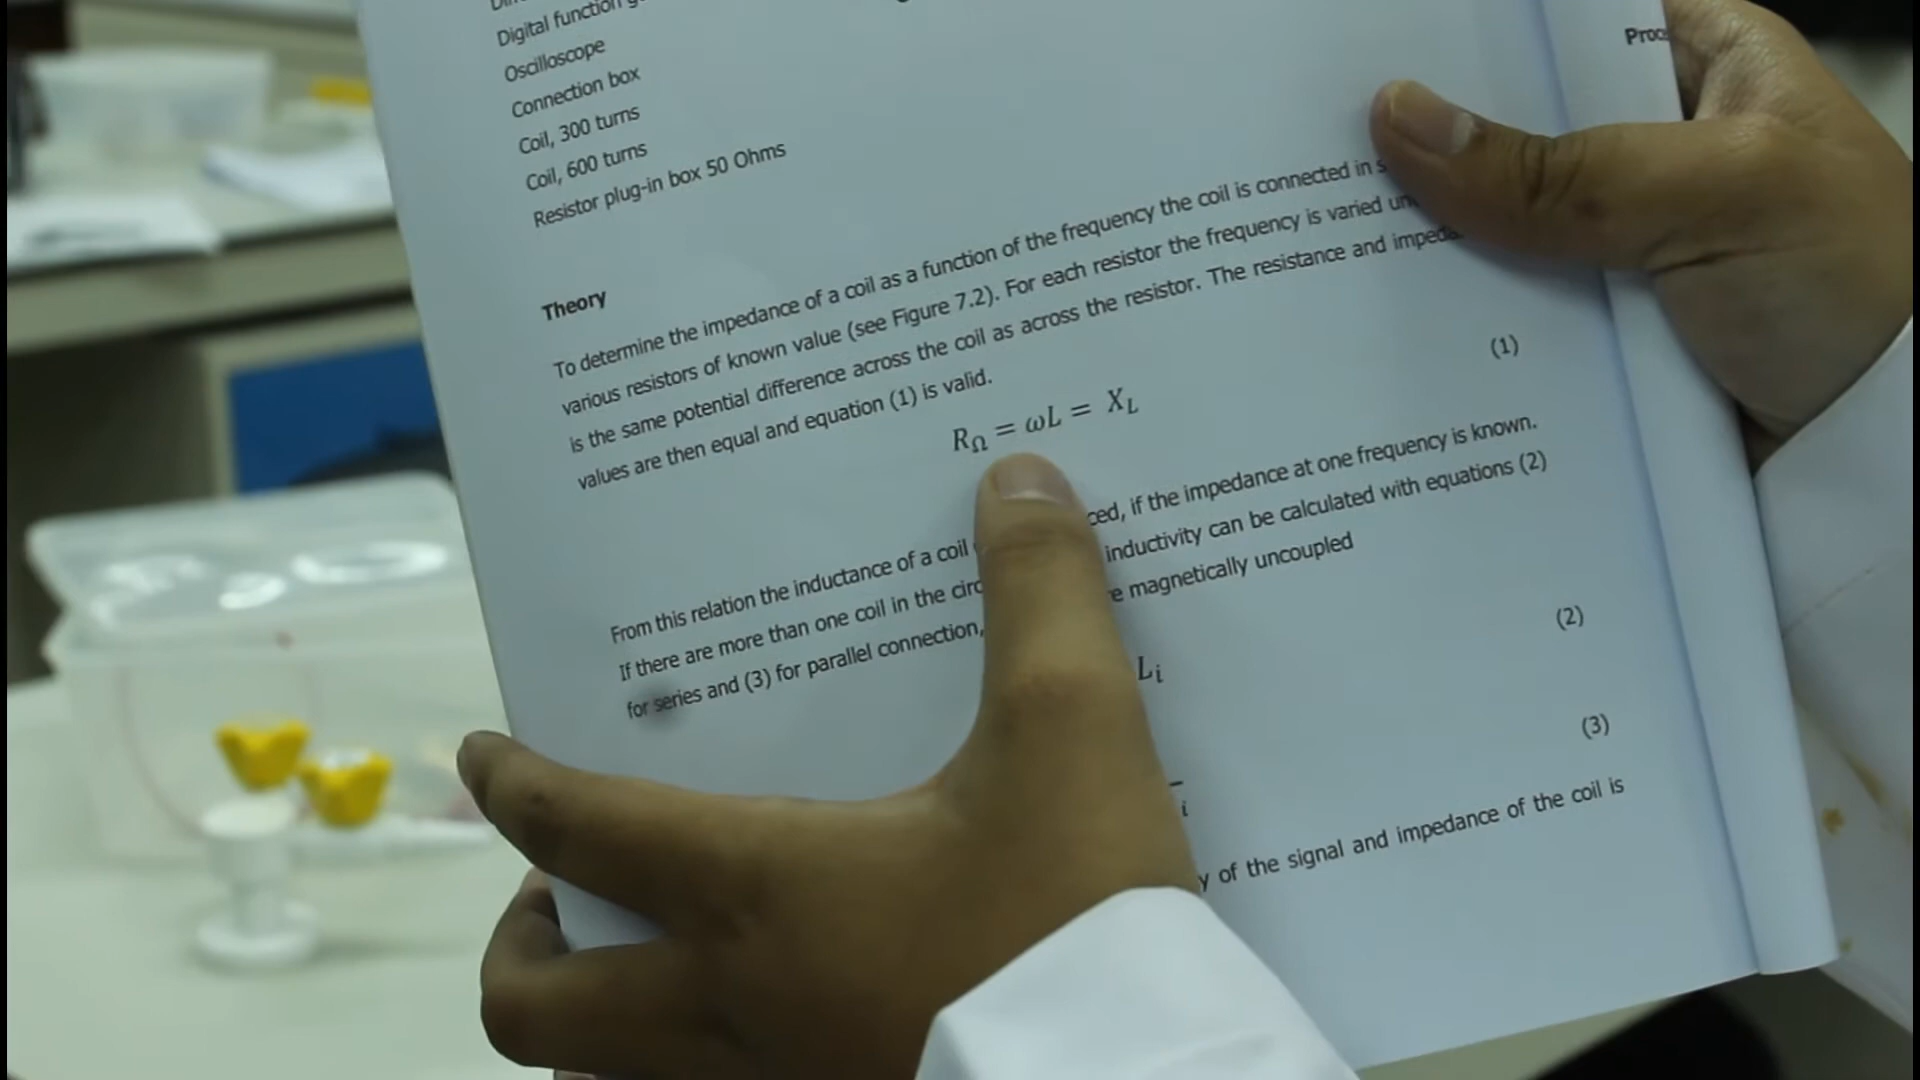 Digital function
Oscilloscope
Connection box
Coil, 300 turns
Coil, 600 turns
Resistor plug-in box 50 Ohms
Theory
To determine the impedance of a coil as a function of the frequency the coil is connected in
various resistors of known value (see Figure 7.2). For each resistor the frequency is varied
is the same potential difference across the coil as across the resistor. The resistance and
values are then equal and equation (1) is valid.
(1)
R_Ω = ωL = X_L
From this relation the inductance of a coil if the impedance at one frequency is known.
If there are more than one coil in the inductivity can be calculated with equations (2)
for series and (3) for parallel connection, magnetically uncoupled
(2)
L_i
(3)
i
of the signal and impedance of the coil is